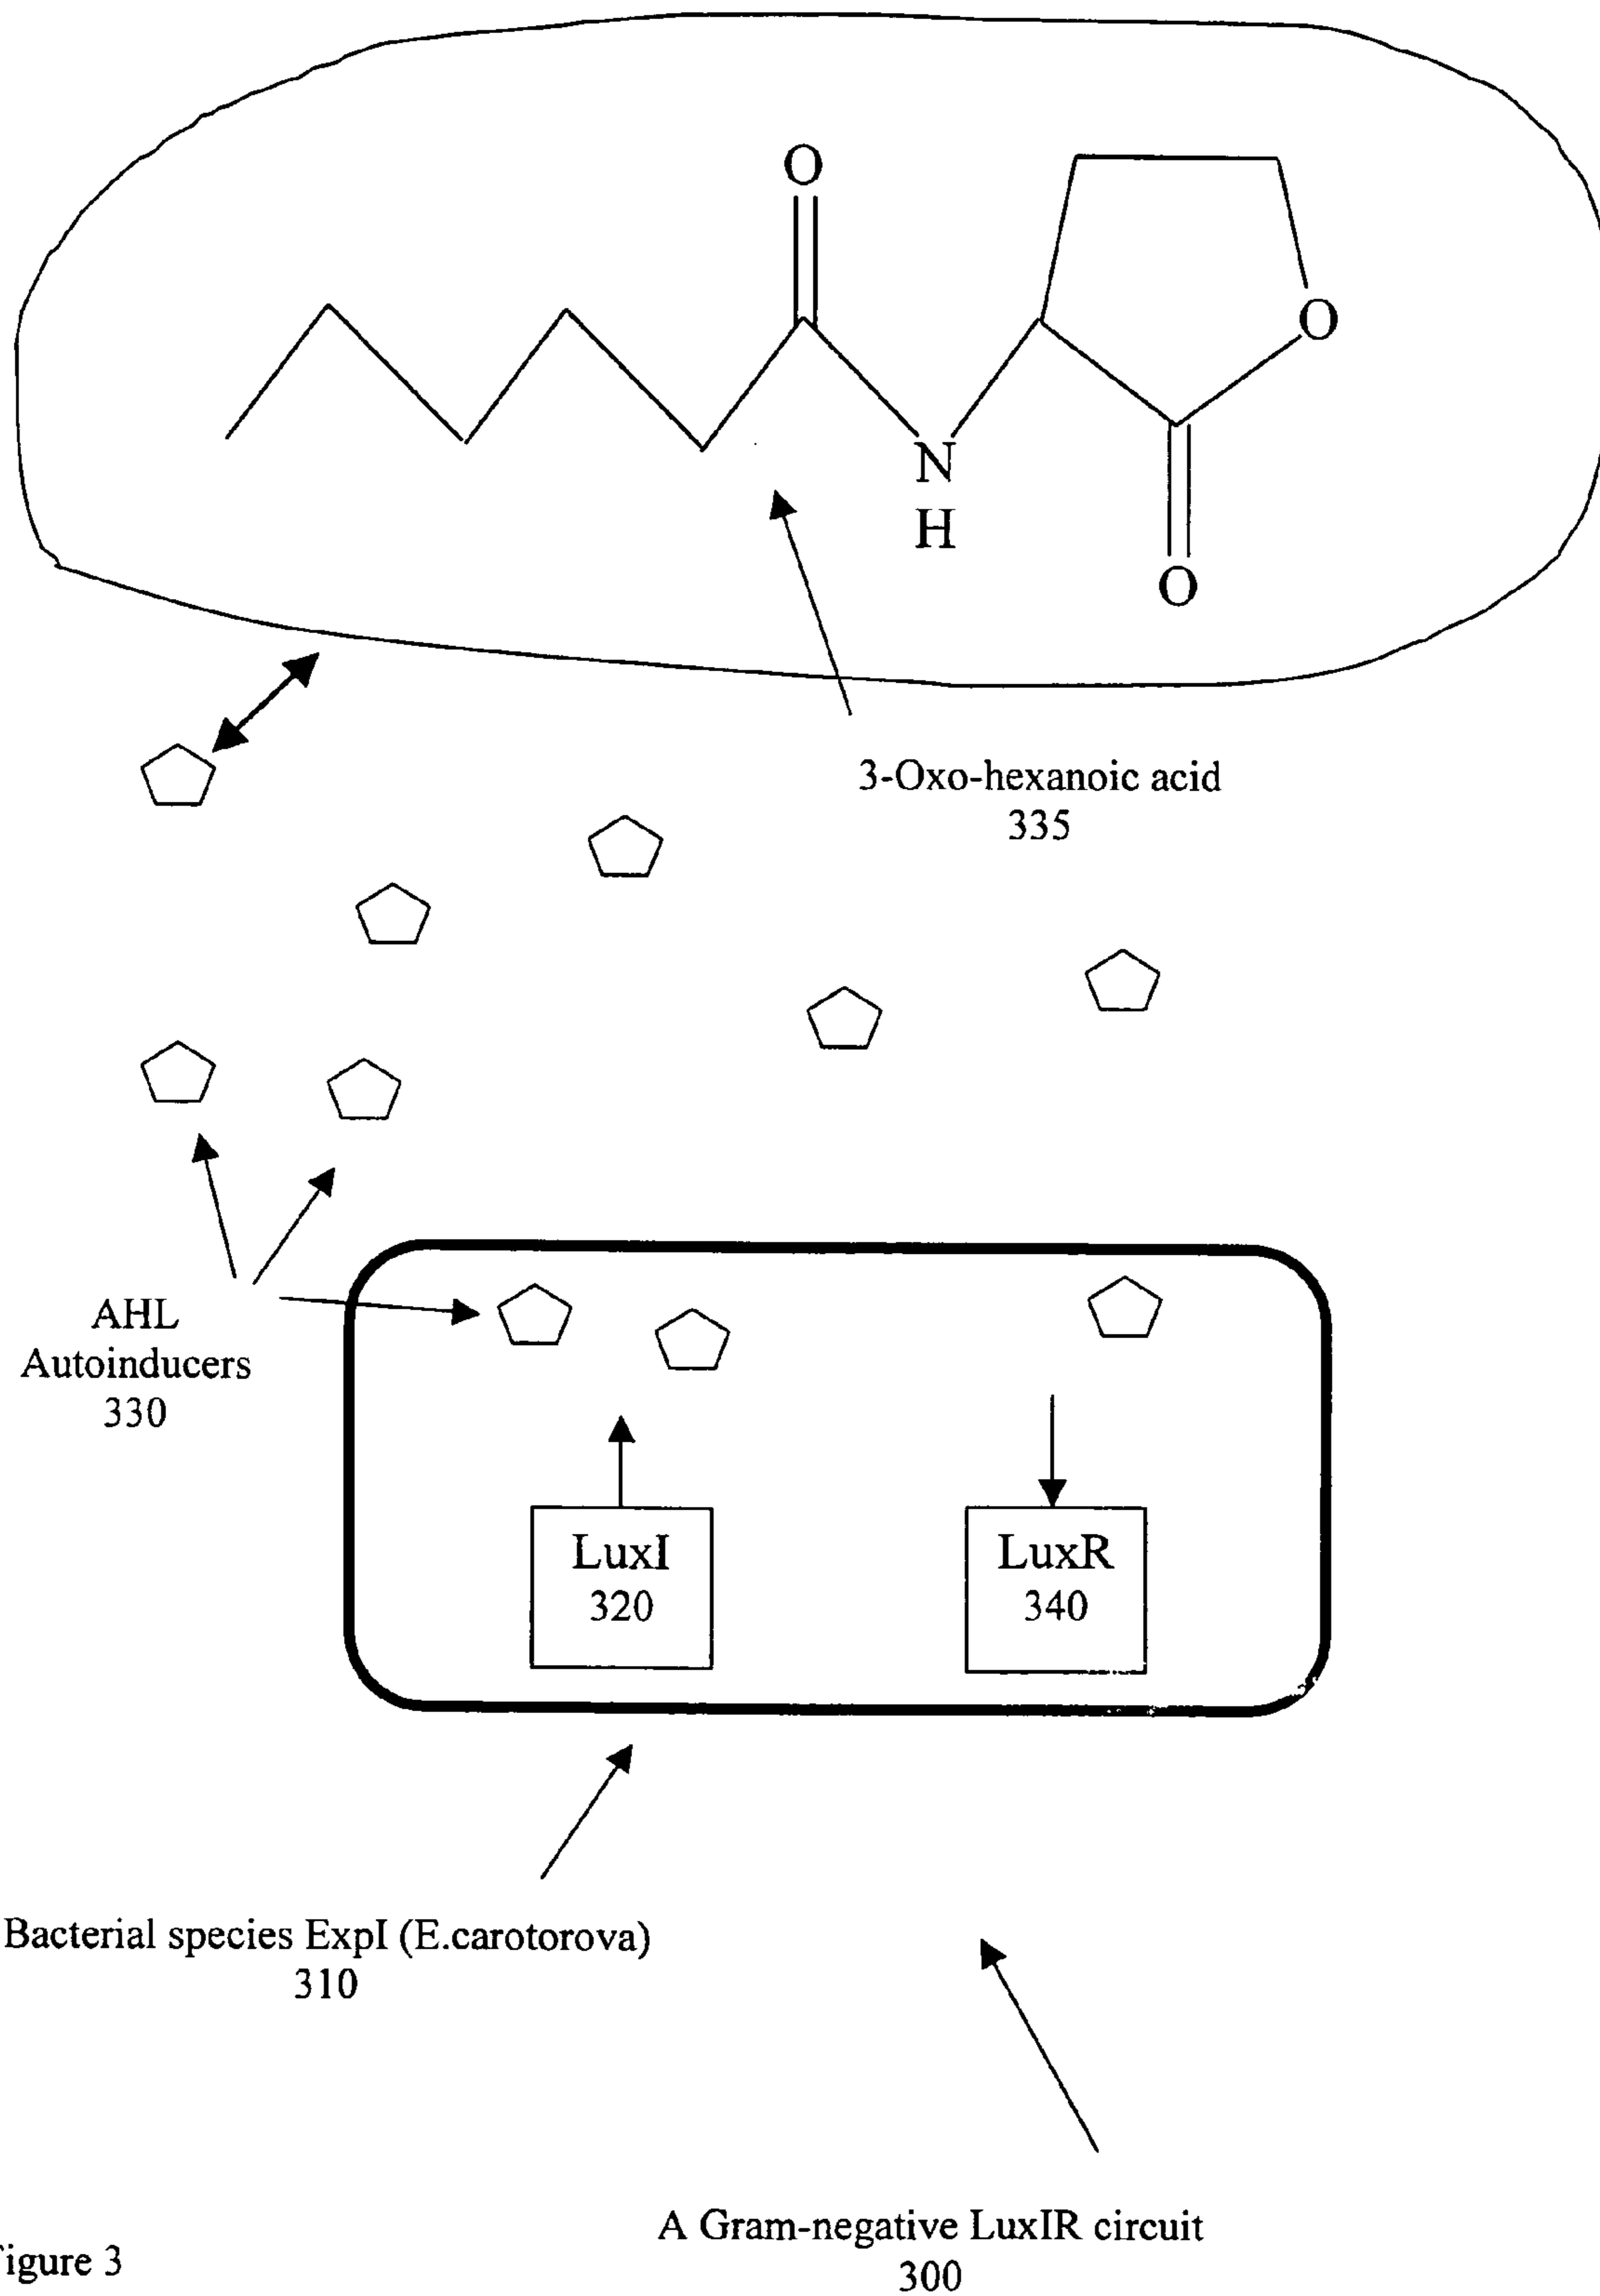 O
O
N
H
O
3-Oxo-hexanoic acid
335
AHL
Autoinducers
330
LuxI
320
LuxR
340
Bacterial species ExpI (E.carotorova)
310
A Gram-negative LuxIR circuit
300
igure 3